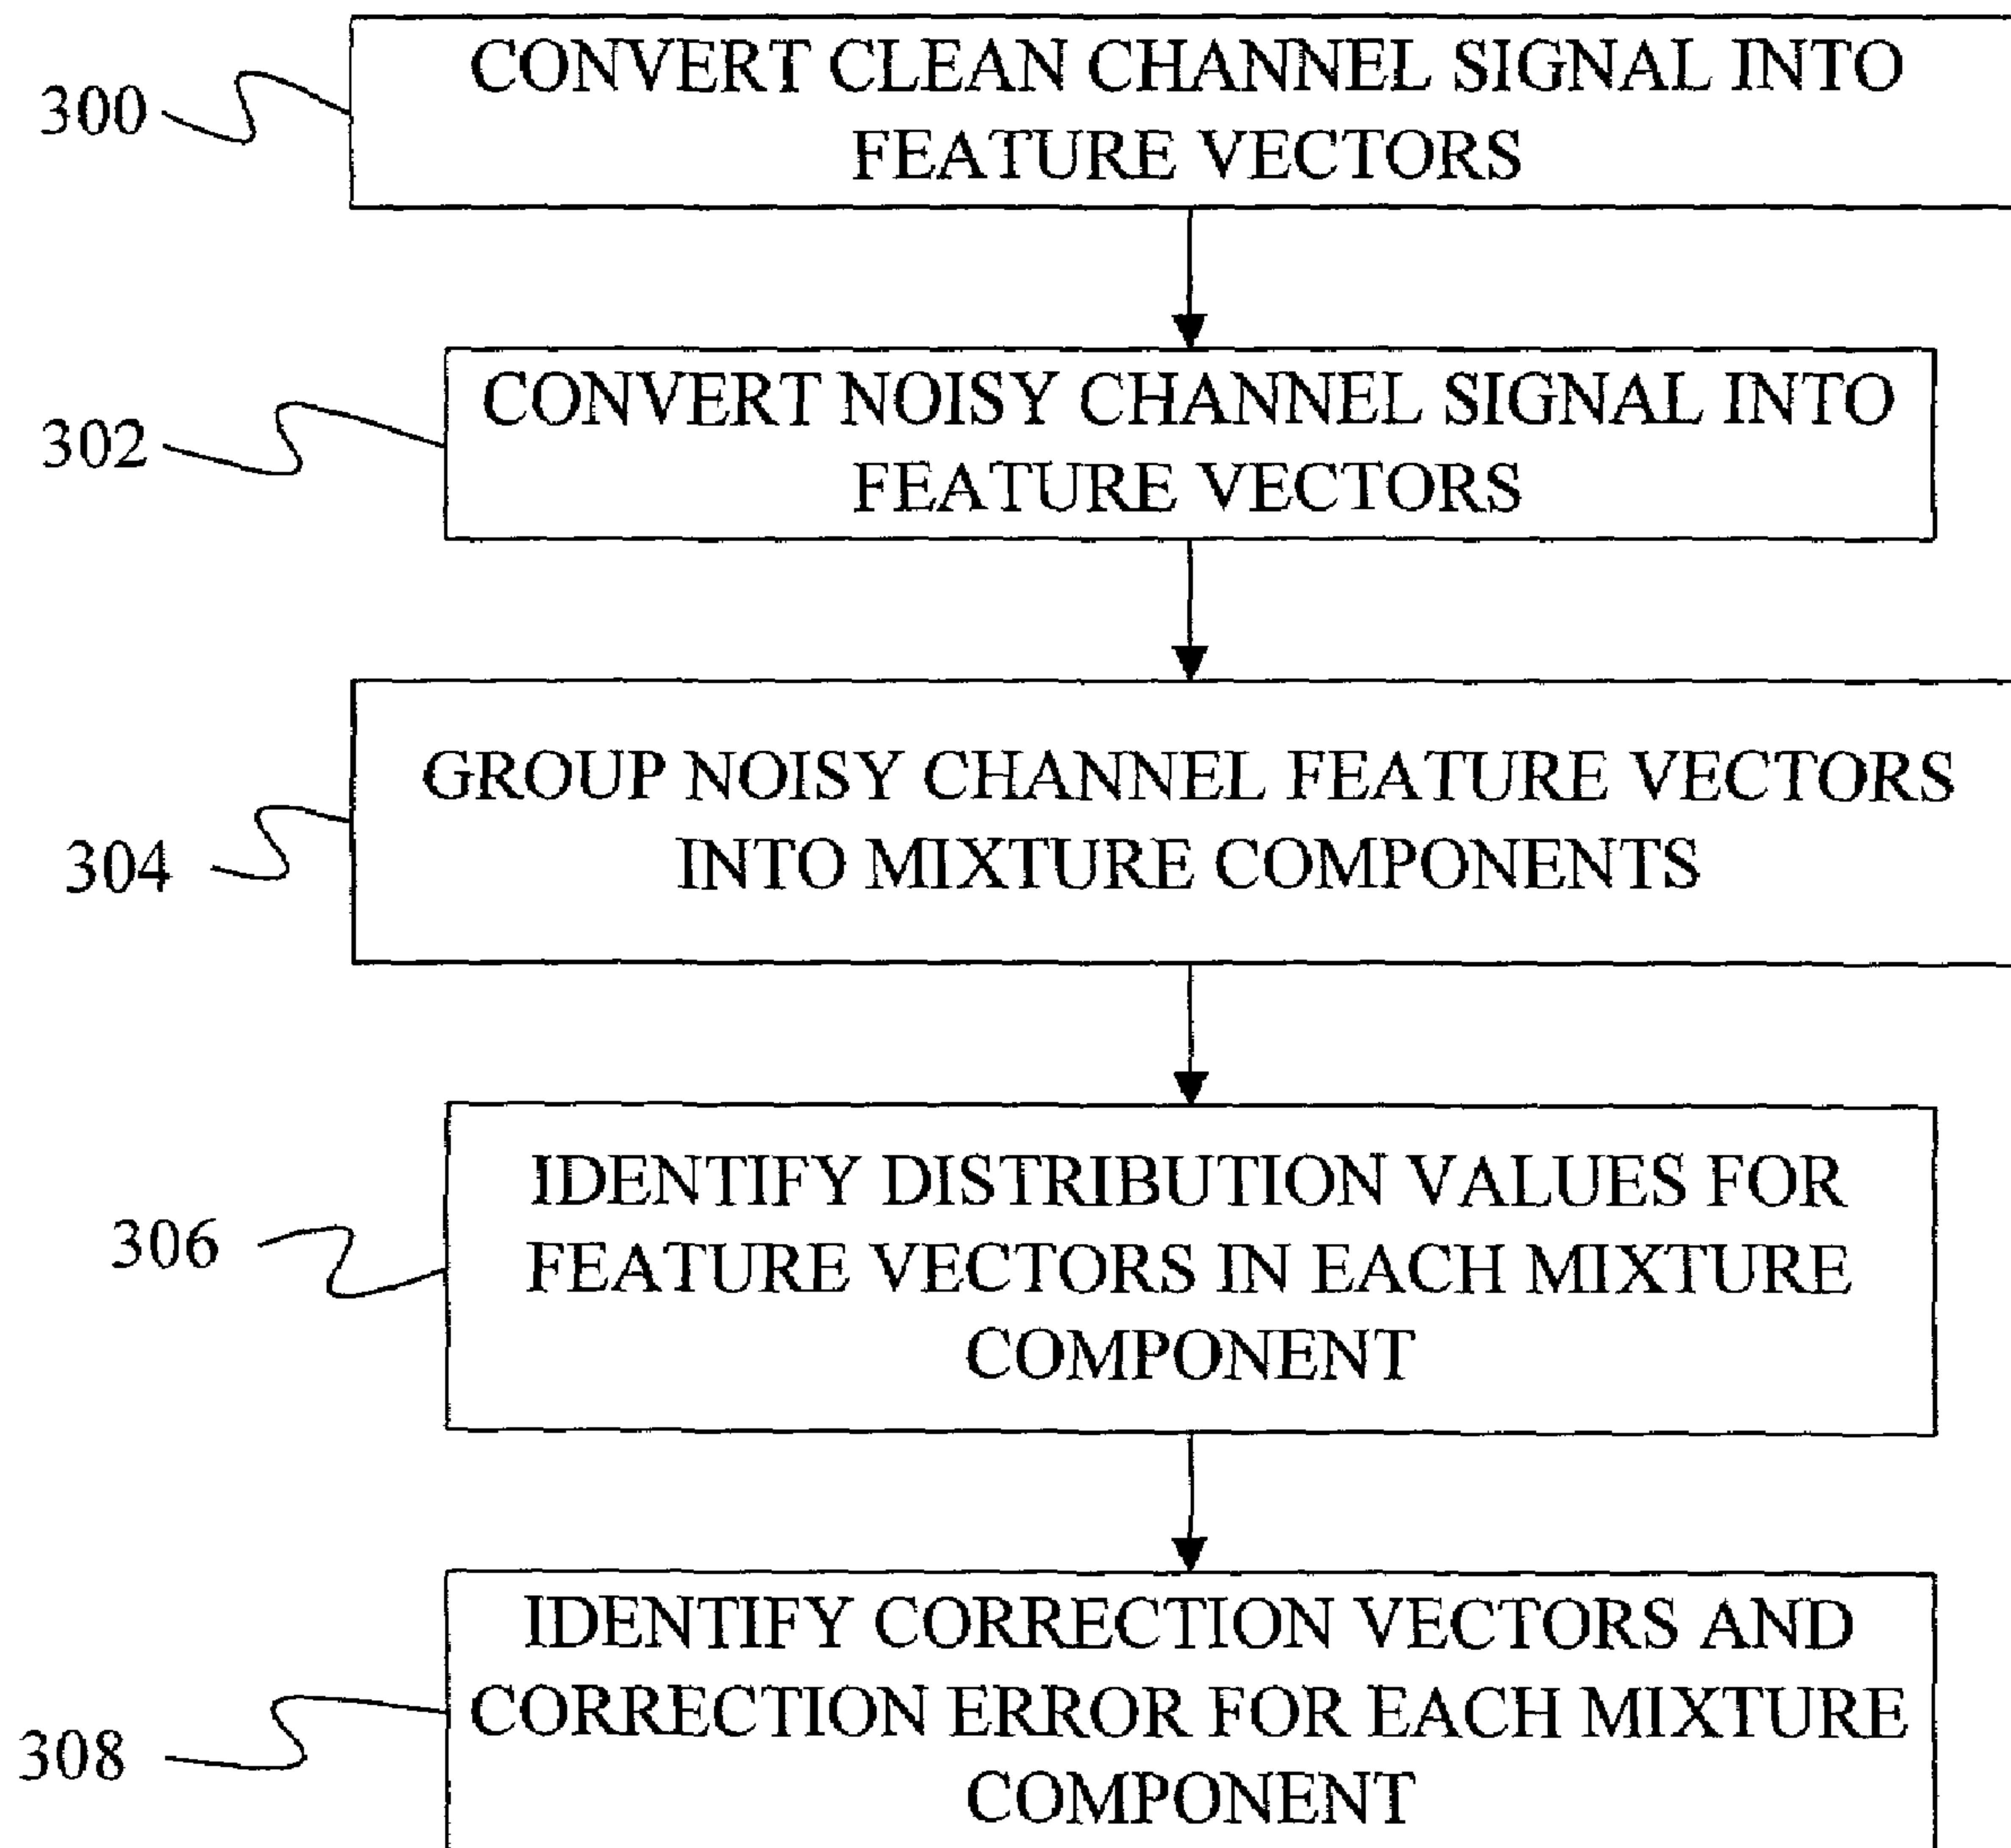 300
CONVERT CLEAN CHANNEL SIGNAL INTO
FEATURE VECTORS
302
CONVERT NOISY CHANNEL SIGNAL INTO
FEATURE VECTORS
304
GROUP NOISY CHANNEL FEATURE VECTORS
INTO MIXTURE COMPONENTS
306
IDENTIFY DISTRIBUTION VALUES FOR
FEATURE VECTORS IN EACH MIXTURE
COMPONENT
308
IDENTIFY CORRECTION VECTORS AND
CORRECTION ERROR FOR EACH MIXTURE
COMPONENT